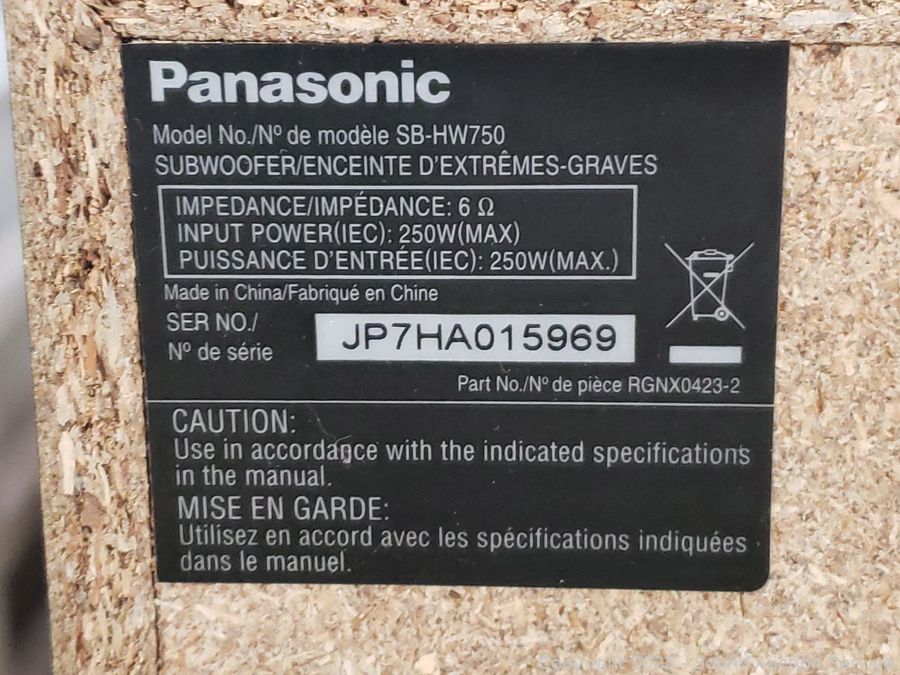 Panasonic
Model No./Nº de modèle SB-HW750
SUBWOOFER/ENCEINTE D'EXTRÊMES-GRAVES
IMPEDANCE/IMPÉDANCE: 6 Ω
INPUT POWER(IEC): 250W(MAX)
PUISSANCE D'ENTRÉE(IEC): 250W(MAX.)
Made in China/Fabriqué en Chine
SER NO./
Nº de série
JP7HA015969
Part No./Nº de pièce RGNX0423-2
CAUTION:
Use in accordance with the indicated specifications
in the manual.
MISE EN GARDE:
Utilisez en accord avec les spécifications indiquées
dans le manuel.
Copyright